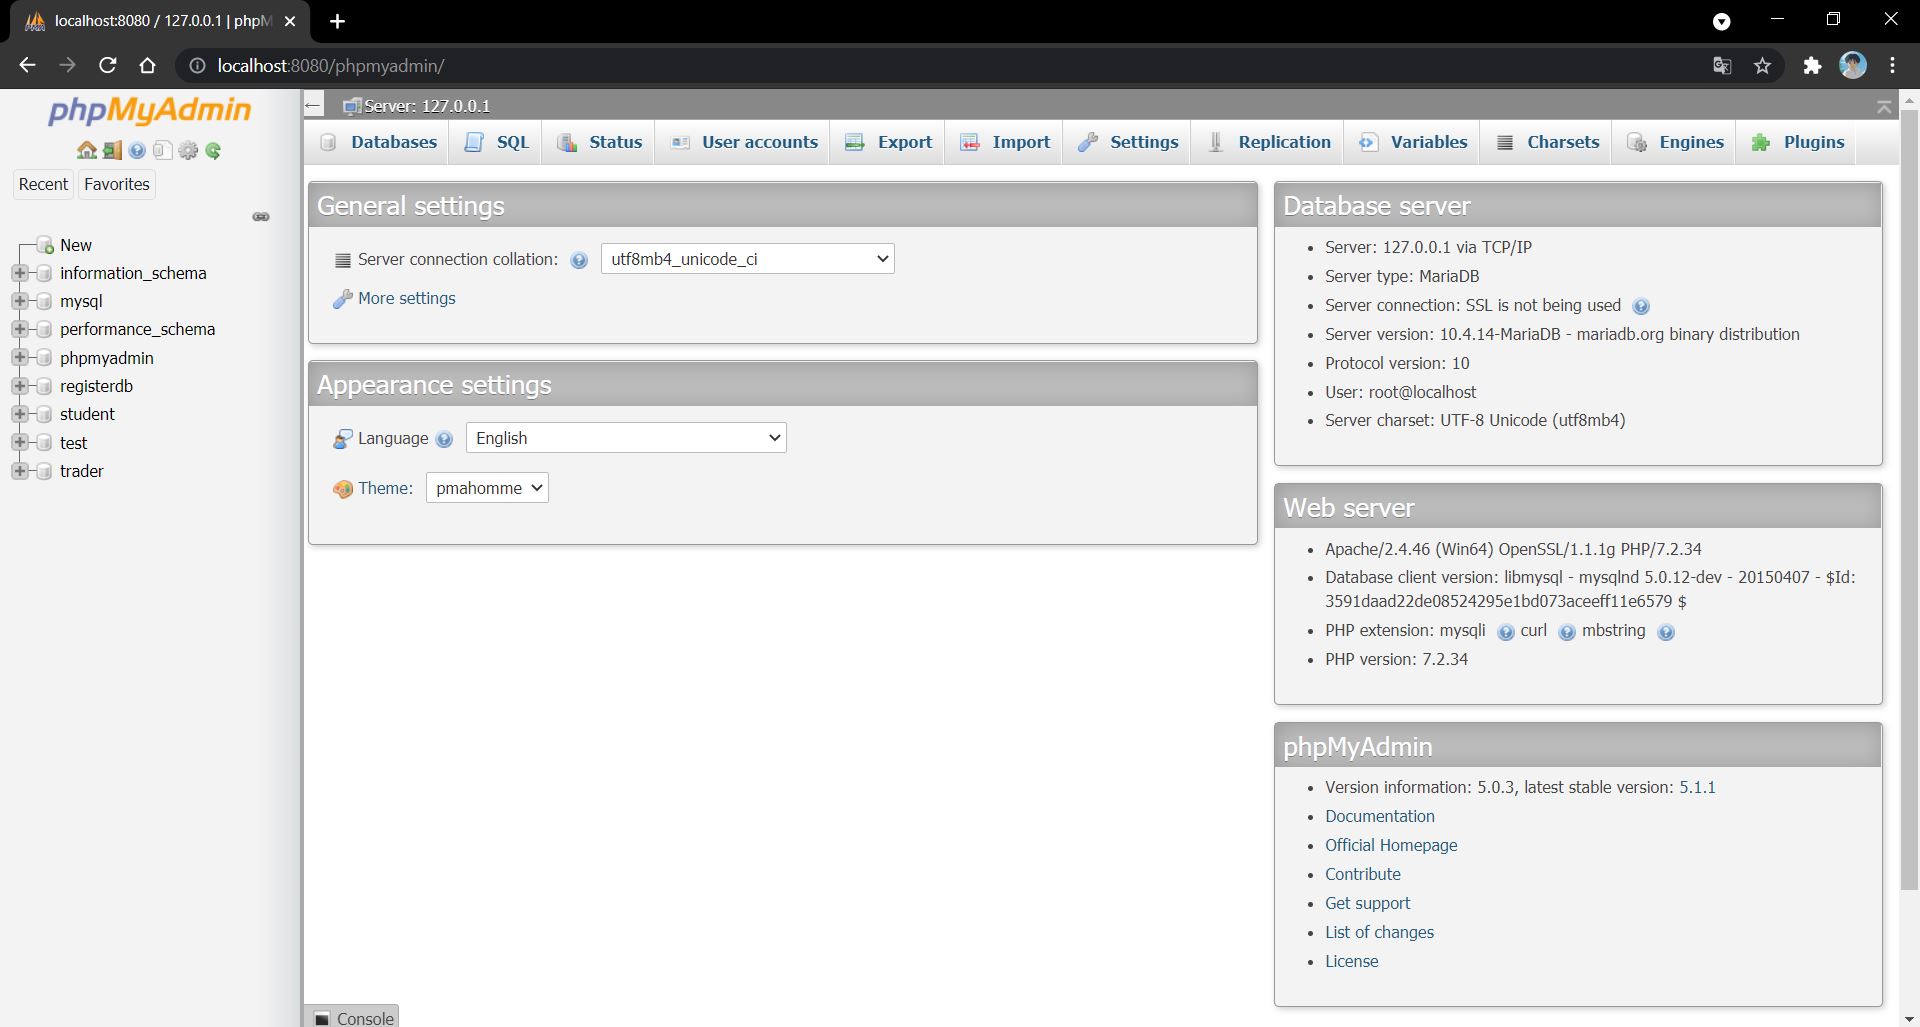 localhost:8080 / 127.0.0.1 | phpM
localhost:8080/phpmyadmin/
phpMyAdmin
Recent Favorites
New
information_schema
mysql
performance_schema
phpmyadmin
registerdb
student
test
trader
Server: 127.0.0.1
Databases SQL Status User accounts Export Import Settings Replication Variables Charsets Engines Plugins
General settings
Server connection collation: utf8mb4_unicode_ci
More settings
Appearance settings
Language English
Theme: pmahomme
Database server
Server: 127.0.0.1 via TCP/IP
Server type: MariaDB
Server connection: SSL is not being used
Server version: 10.4.14-MariaDB - mariadb.org binary distribution
Protocol version: 10
User: root@localhost
Server charset: UTF-8 Unicode (utf8mb4)
Web server
Apache/2.4.46 (Win64) OpenSSL/1.1.1g PHP/7.2.34
Database client version: libmysql - mysqlnd 5.0.12-dev - 20150407 - $Id:
3591daad22de08524295e1bd073aceeff11e6579 $
PHP extension: mysqli curl mbstring
PHP version: 7.2.34
phpMyAdmin
Version information: 5.0.3, latest stable version: 5.1.1
Documentation
Official Homepage
Contribute
Get support
List of changes
License
Console